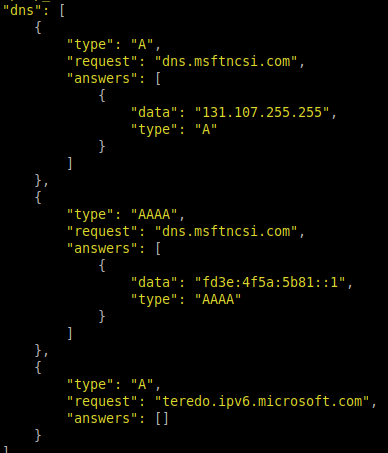 "dns": [
    {
        "type": "A",
        "request": "dns.msftncsi.com",
        "answers": [
            {
                "data": "131.107.255.255",
                "type": "A"
            }
        ]
    },
    {
        "type": "AAAA",
        "request": "dns.msftncsi.com",
        "answers": [
            {
                "data": "fd3e:4f5a:5b81::1",
                "type": "AAAA"
            }
        ]
    },
    {
        "type": "A",
        "request": "teredo.ipv6.microsoft.com",
        "answers": []
    }
]